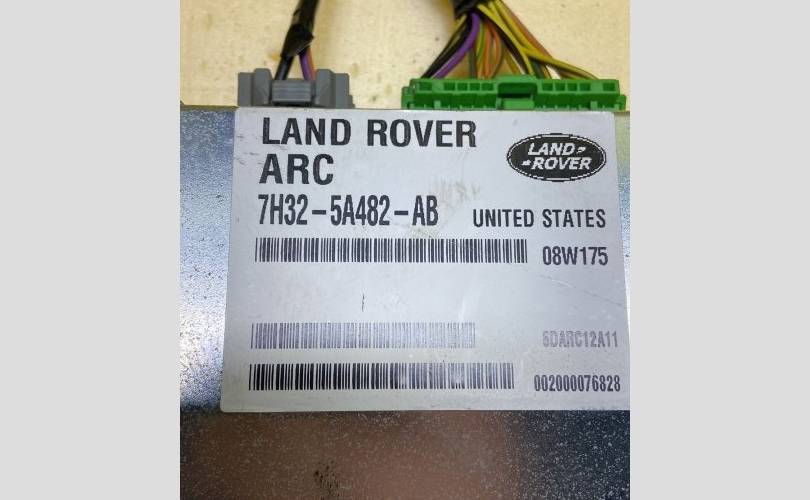 LAND ROVER
LAND-
-ROVER
ARC
7H32-5A482-AB
UNITED STATES
08W175
6DARC12A11
002000076828